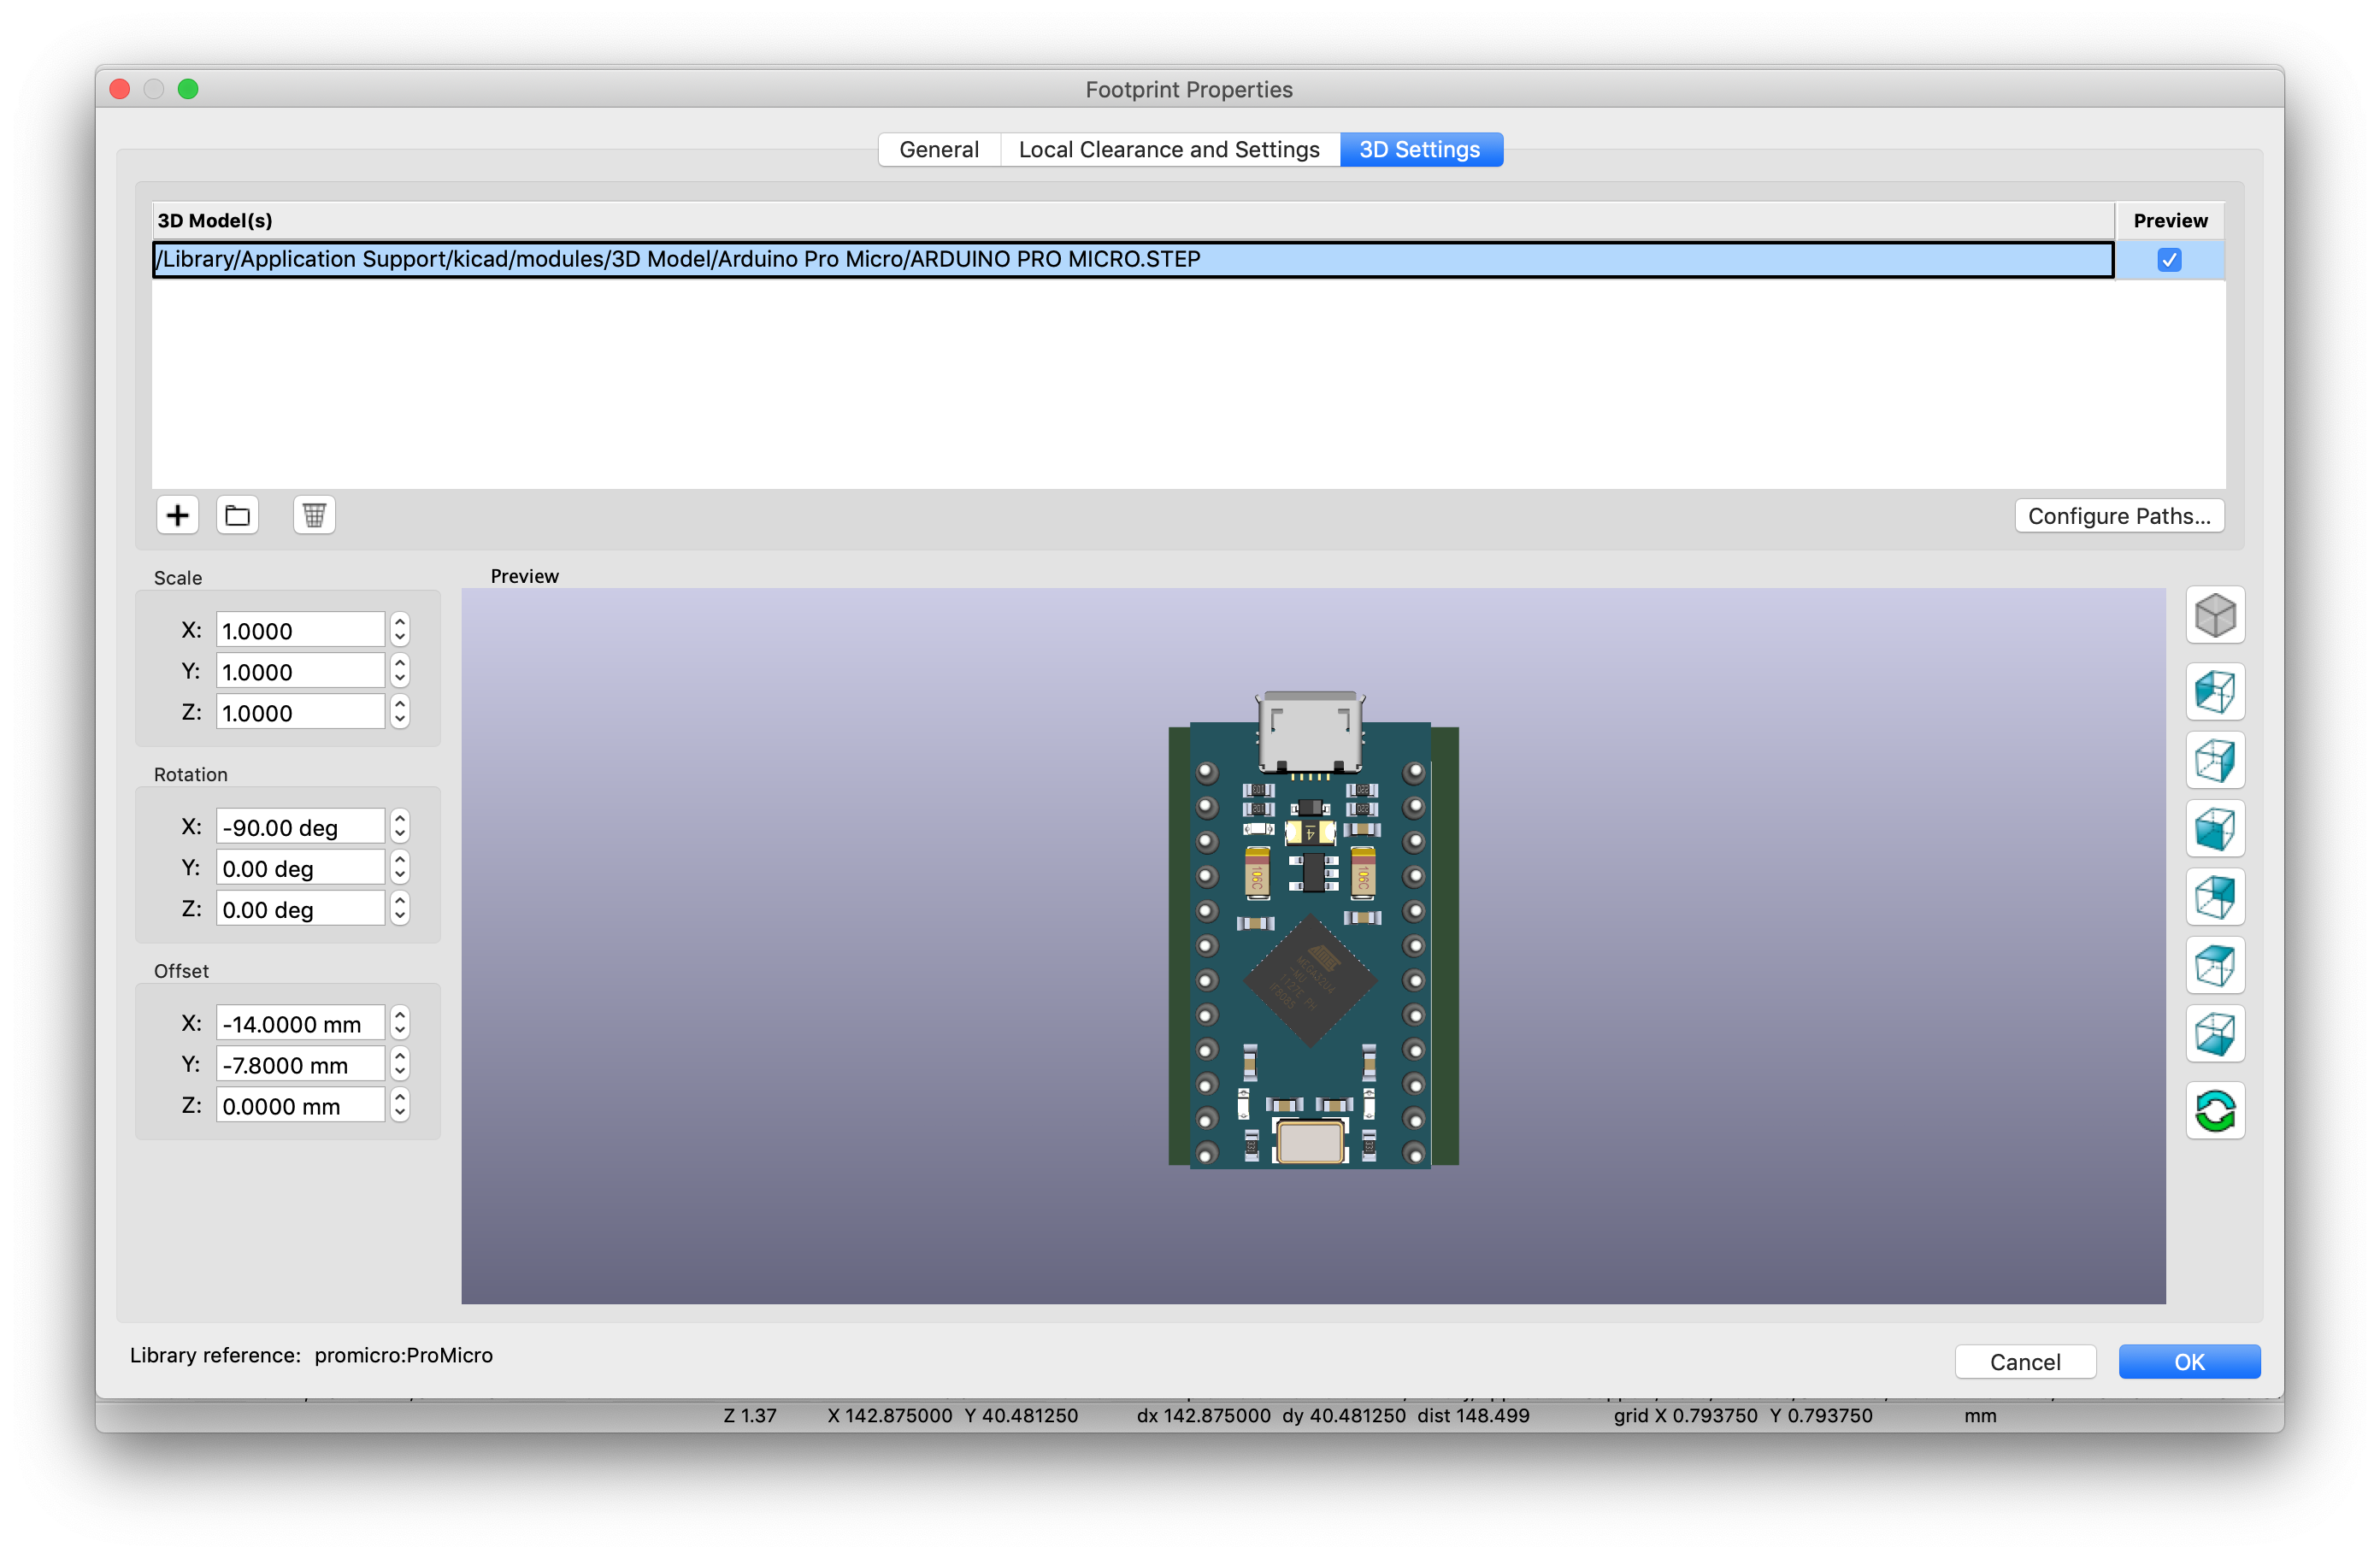 Footprint Properties
General
Local Clearance and Settings
3D Settings
3D Model(s)
Preview
/Library/Application Support/kicad/modules/3D Model/Arduino Pro Micro/ARDUINO PRO MICRO.STEP
Configure Paths...
Scale
X: 1.0000
Y: 1.0000
Z: 1.0000
Rotation
X: -90.00 deg
Y: 0.00 deg
Z: 0.00 deg
Offset
X: -14.0000 mm
Y: -7.8000 mm
Z: 0.0000 mm
Preview
MEGA32U4
-MU
Library reference: promicro:ProMicro
Cancel
OK
Z 1.37
X 142.875000 Y 40.481250
dx 142.875000 dy 40.481250 dist 148.499
grid X 0.793750 Y 0.793750
mm